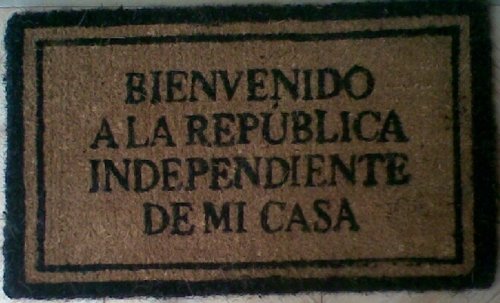 BIENVENIDO
A LA REPÚBLICA
INDEPENDIENTE
DE MI CASA